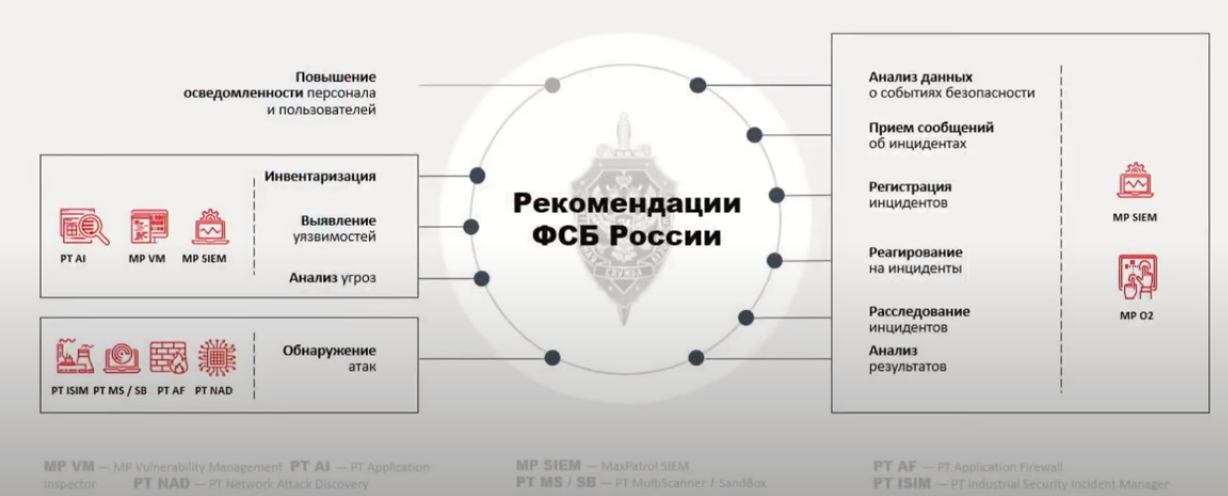 Повышение
осведомленности персонала
и пользователей
Инвентаризация
Выявление
уязвимостей
Анализ угроз
PT AI
MP VM
MP SIEM
Обнаружение
атак
PT ISIM
PT MS / SB
PT AF
PT NAD
Рекомендации
ФСБ России
СЛУЖБА
Анализ данных
о событиях безопасности
Прием сообщений
об инцидентах
Регистрация
инцидентов
Реагирование
на инциденты
Расследование
инцидентов
Анализ
результатов
MP SIEM
MP O2
MP VM — MP Vulnerability Management PT AI — PT Application
Inspector PT NAD — PT Network Attack Discovery
MP SIEM — MaxPatrol SIEM
PT MS / SB — PT MultiScanner / SandBox
PT AF — PT Application Firewall
PT ISIM — PT Industrial Security Incident Manager